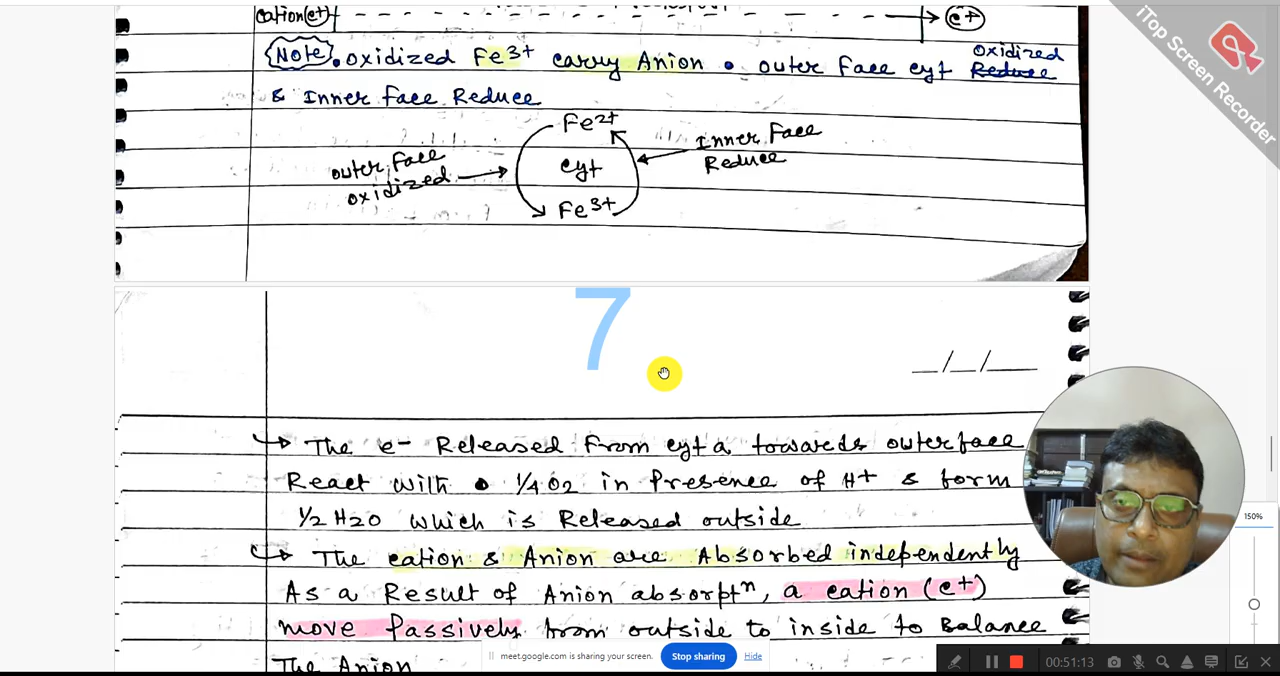 cation(c+)
c+
Note. oxidized Fe3+ carry Anion • outer Face cyt Reduce
Oxidized
& Inner Face Reduce
Fe2+
Inner Face
Reduce
outer Face
oxidized
cyt
Fe3+
7
_/_/_
↳ The e- Released from cyt a towards outerface
React with 1/4 O2 in presence of H+ & form
1/2 H2O which is Released outside
↳ The cation & Anion are Absorbed independently
As a Result of Anion absorptn, a cation (c+)
move passively from outside to inside to Balance
The Anion
iTop Screen Recorder
150%
meet.google.com is sharing your screen.
Stop sharing
Hide
00:51:13